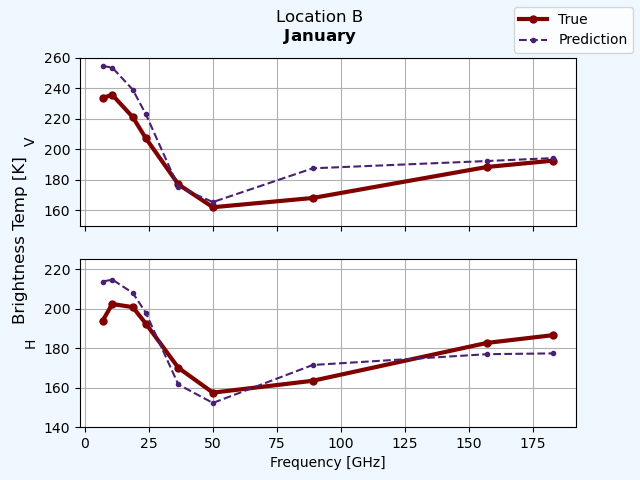 Location B
January
True
Prediction
Brightness Temp [K]
V
260
240
220
200
180
160
H
220
200
180
160
140
0
25
50
75
100
125
150
175
Frequency [GHz]